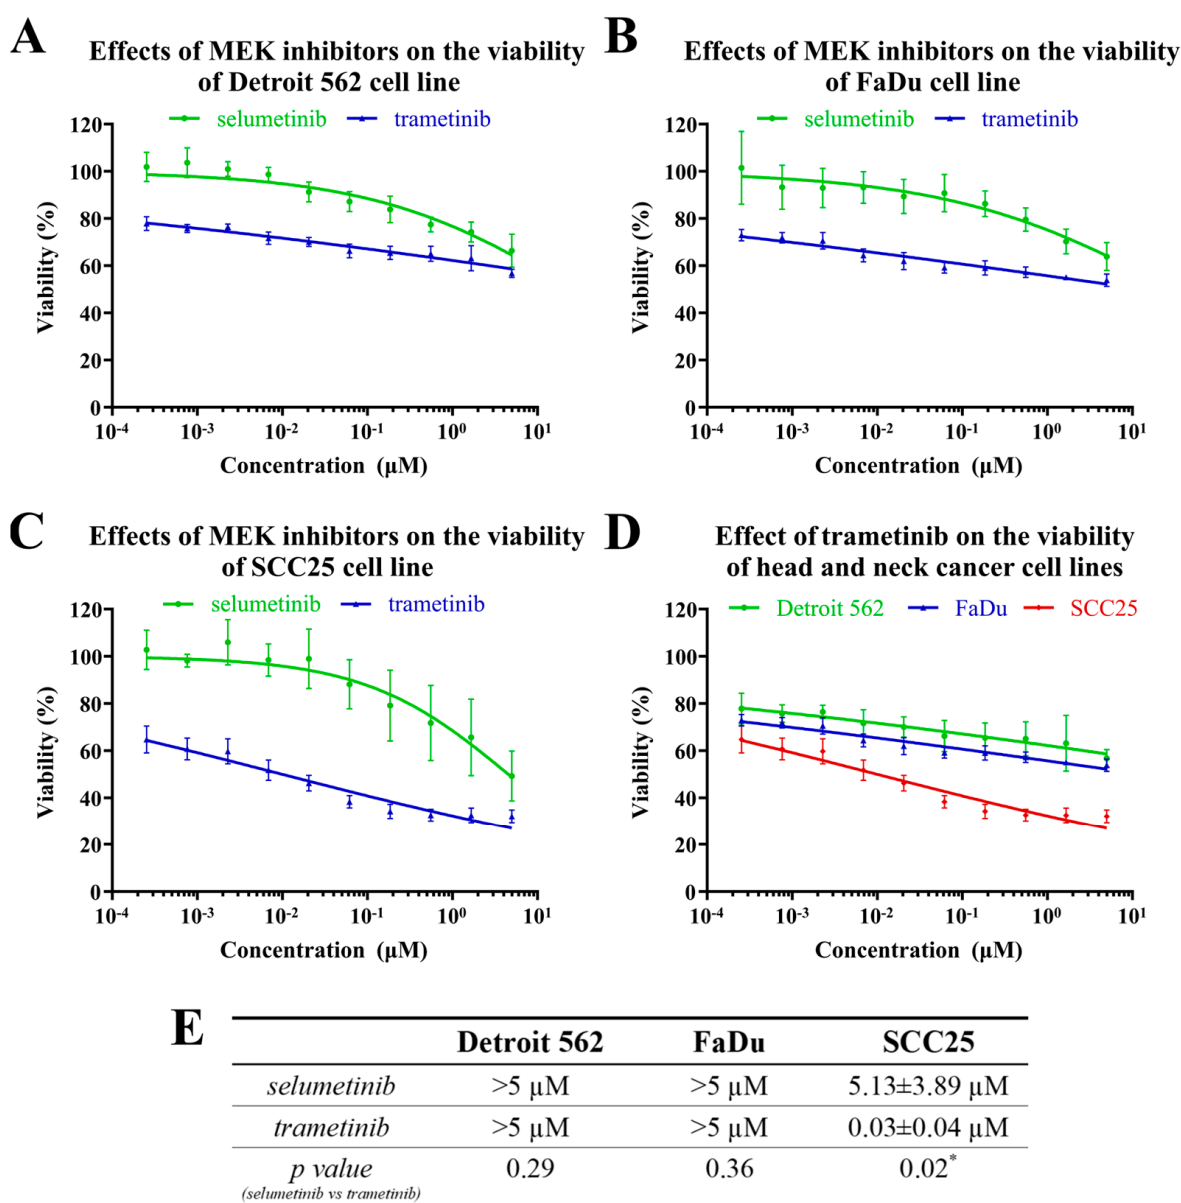 A
Effects of MEK inhibitors on the viability
of Detroit 562 cell line
selumetinib trametinib
Viability (%)
120
100
80
60
40
20
0
10⁻⁴ 10⁻³ 10⁻² 10⁻¹ 10⁰ 10¹
Concentration (µM)
B
Effects of MEK inhibitors on the viability
of FaDu cell line
selumetinib trametinib
Viability (%)
120
100
80
60
40
20
0
10⁻⁴ 10⁻³ 10⁻² 10⁻¹ 10⁰ 10¹
Concentration (µM)
C
Effects of MEK inhibitors on the viability
of SCC25 cell line
selumetinib trametinib
Viability (%)
120
100
80
60
40
20
0
10⁻⁴ 10⁻³ 10⁻² 10⁻¹ 10⁰ 10¹
Concentration (µM)
D
Effect of trametinib on the viability
of head and neck cancer cell lines
Detroit 562 FaDu SCC25
Viability (%)
120
100
80
60
40
20
0
10⁻⁴ 10⁻³ 10⁻² 10⁻¹ 10⁰ 10¹
Concentration (µM)
E
Detroit 562 FaDu SCC25
selumetinib >5 µM >5 µM 5.13±3.89 µM
trametinib >5 µM >5 µM 0.03±0.04 µM
p value 0.29 0.36 0.02*
(selumetinib vs trametinib)